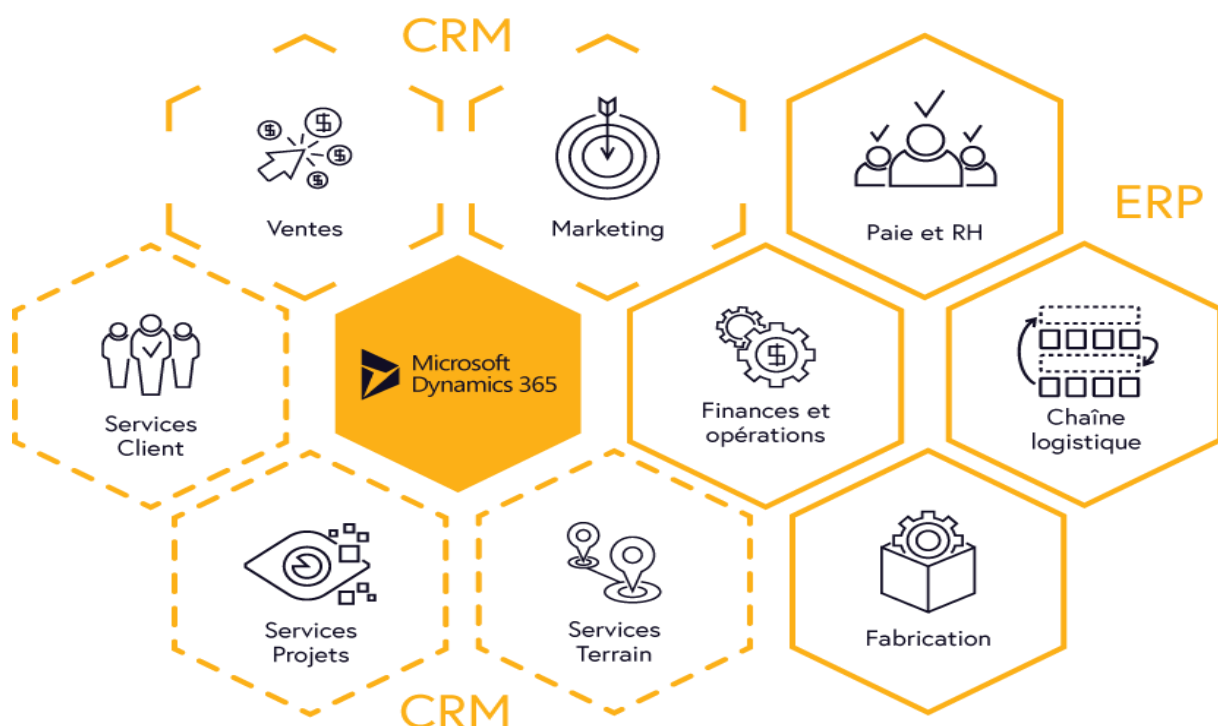 CRM
Ventes
Marketing
Paie et RH
ERP
Services
Client
Microsoft
Dynamics 365
Finances et
opérations
Chaîne
logistique
Services
Projets
Services
Terrain
Fabrication
CRM